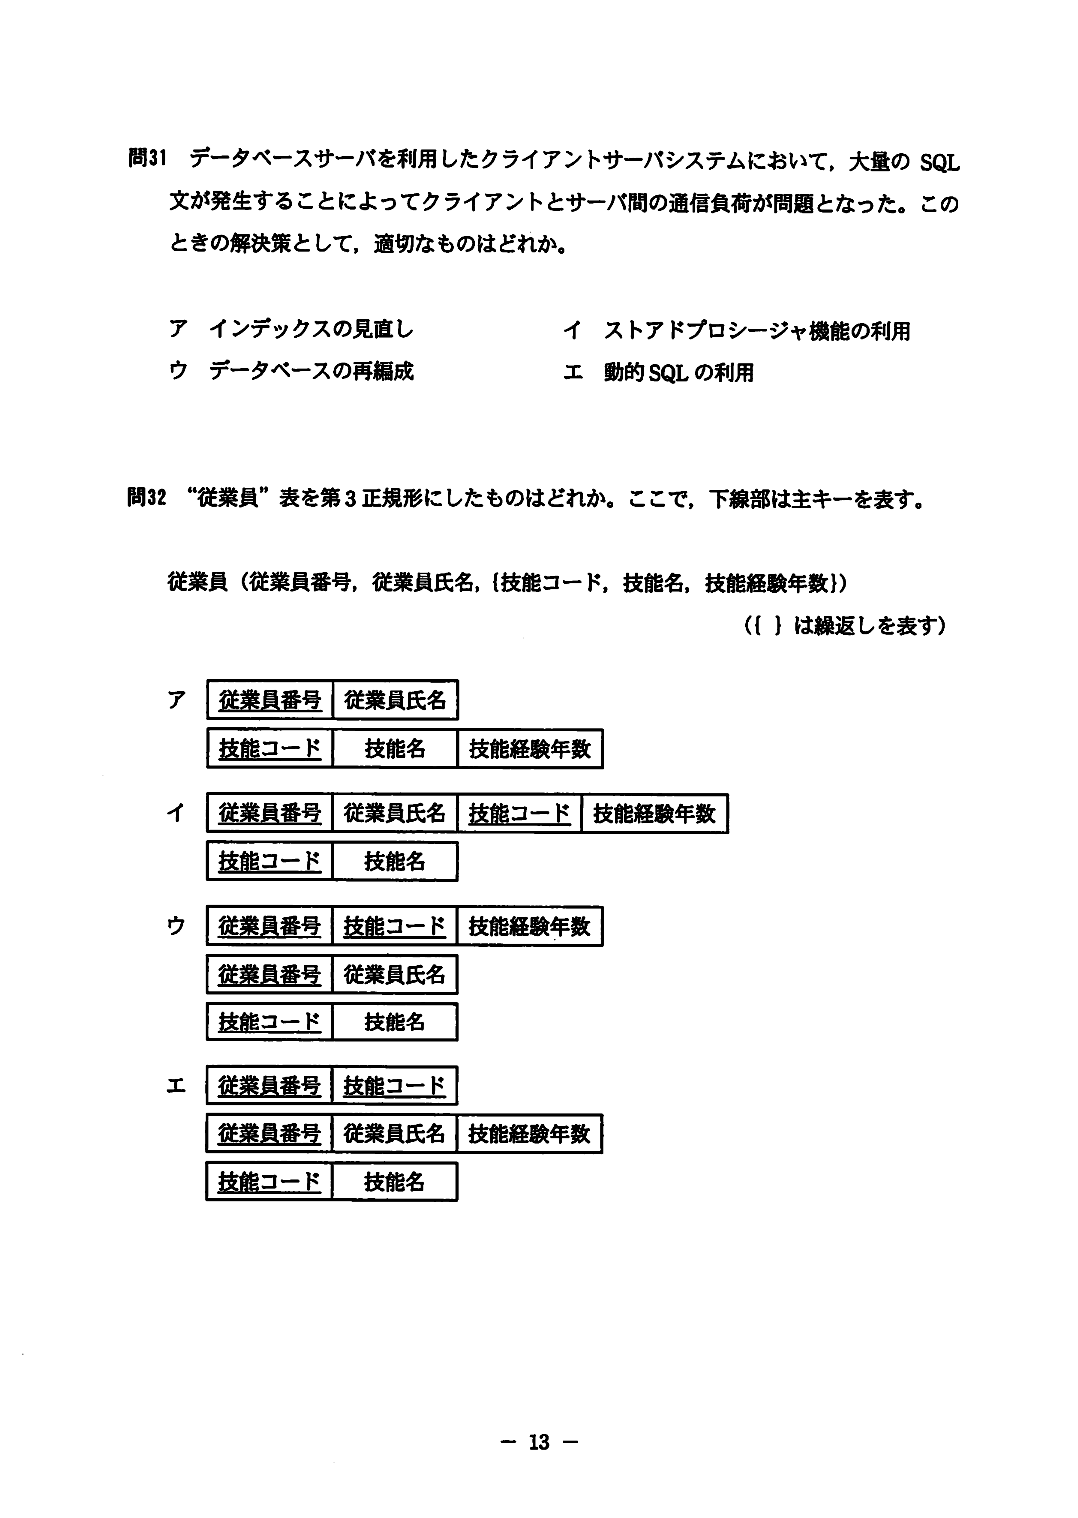 問31 データベースサーバを利用したクライアントサーバシステムにおいて，大量の SQL
文が発生することによってクライアントとサーバ間の通信負荷が問題となった。この
ときの解決策として，適切なものはどれか。
ア インデックスの見直し イ ストアドプロシージャ機能の利用
ウ データベースの再編成 エ 動的 SQL の利用
問32 “従業員” 表を第3正規形にしたものはどれか。ここで，下線部は主キーを表す。
従業員（従業員番号，従業員氏名，{技能コード，技能名，技能経験年数}）
（{ } は繰返しを表す）
ア 従業員番号 従業員氏名
技能コード 技能名 技能経験年数
イ 従業員番号 従業員氏名 技能コード 技能経験年数
技能コード 技能名
ウ 従業員番号 技能コード 技能経験年数
従業員番号 従業員氏名
技能コード 技能名
エ 従業員番号 技能コード
従業員番号 従業員氏名 技能経験年数
技能コード 技能名
－ 13 －